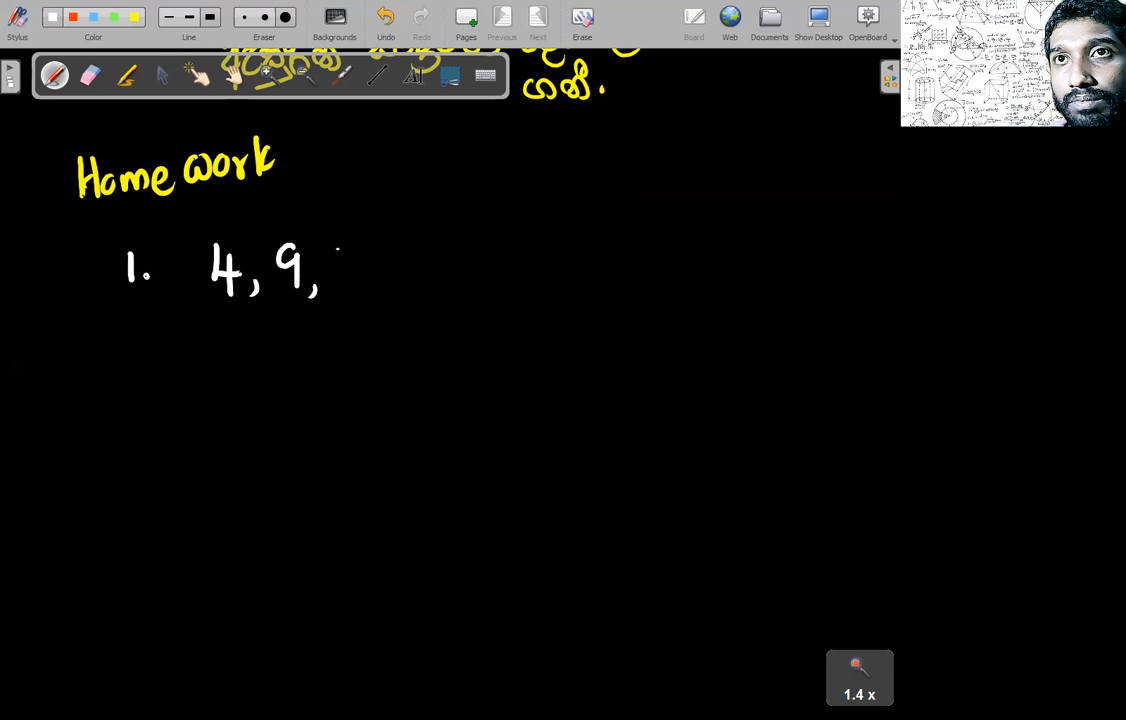 Stylus Color Line Eraser Backgrounds Undo Redo Pages Previous Next Erase Board Web Documents Show Desktop OpenBoard
Home work
1. 4, 9,
1.4 x